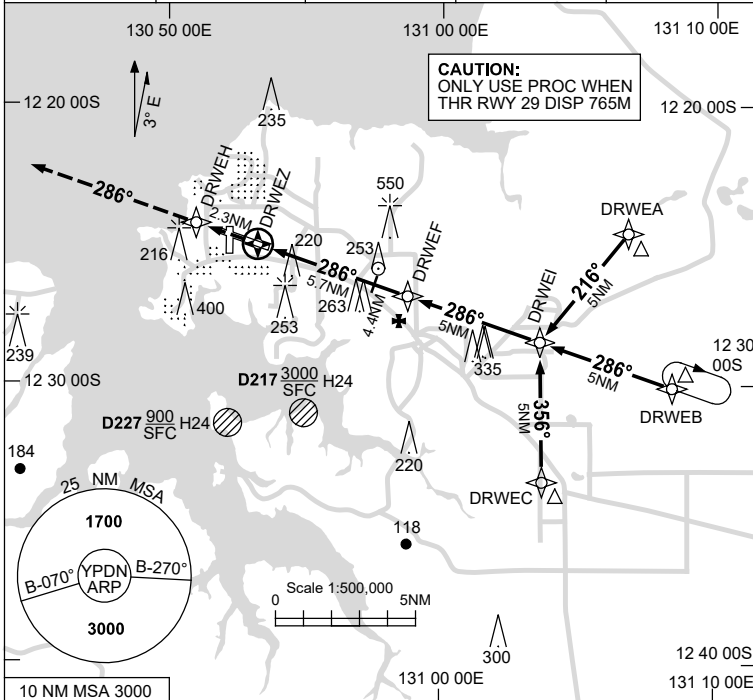 130 50 00E
131 00 00E
131 10 00E
CAUTION:
ONLY USE PROC WHEN
THR RWY 29 DISP 765M
12 20 00S
12 20 00S
3° E
235
DRWEH
DRWEZ
286°
2.3NM
550
DRWEA
216
220
253
DRWEF
286°
5.7NM
DRWEI
216°
5NM
400
253
263
4.4NM
286°
5NM
239
335
286°
5NM
12 30
00S
12 30 00S
D217 3000
SFC H24
DRWEB
D227 900
SFC H24
356°
5NM
184
220
DRWEC
25 NM MSA
1700
118
B-070°
YPDN
ARP
B-270°
Scale 1:500,000
0
5NM
3000
300
12 40 00S
10 NM MSA 3000
131 00 00E
131 10 00E